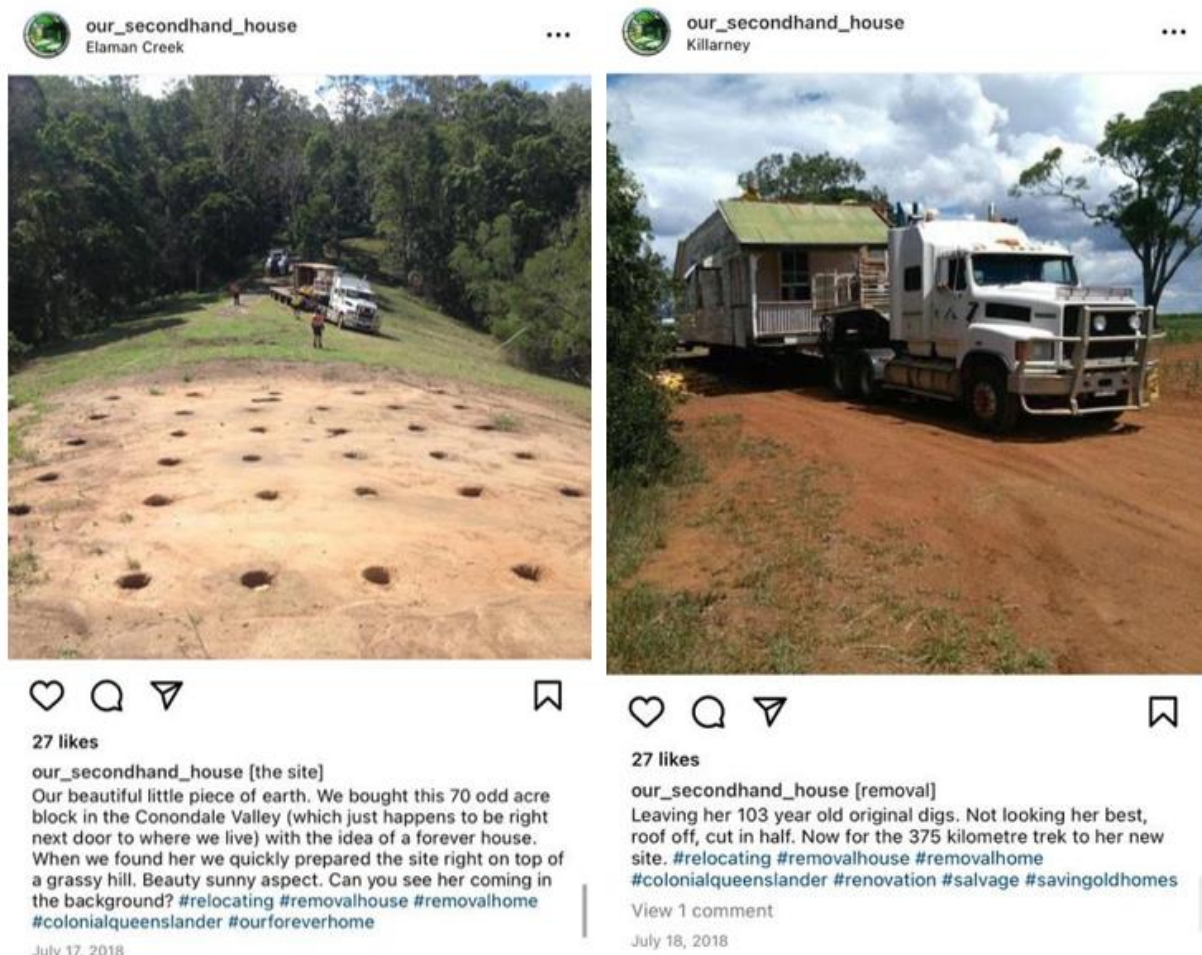 our_secondhand_house
Elaman Creek
27 likes
our_secondhand_house [the site]
Our beautiful little piece of earth. We bought this 70 odd acre
block in the Conondale Valley (which just happens to be right
next door to where we live) with the idea of a forever house.
When we found her we quickly prepared the site right on top of
a grassy hill. Beauty sunny aspect. Can you see her coming in
the background? #relocating #removalhouse #removalhome
#colonialqueenslander #ourforeverhome
July 17, 2018
our_secondhand_house
Killarney
27 likes
our_secondhand_house [removal]
Leaving her 103 year old original digs. Not looking her best,
roof off, cut in half. Now for the 375 kilometre trek to her new
site. #relocating #removalhouse #removalhome
#colonialqueenslander #renovation #salvage #savingoldhomes
View 1 comment
July 18, 2018